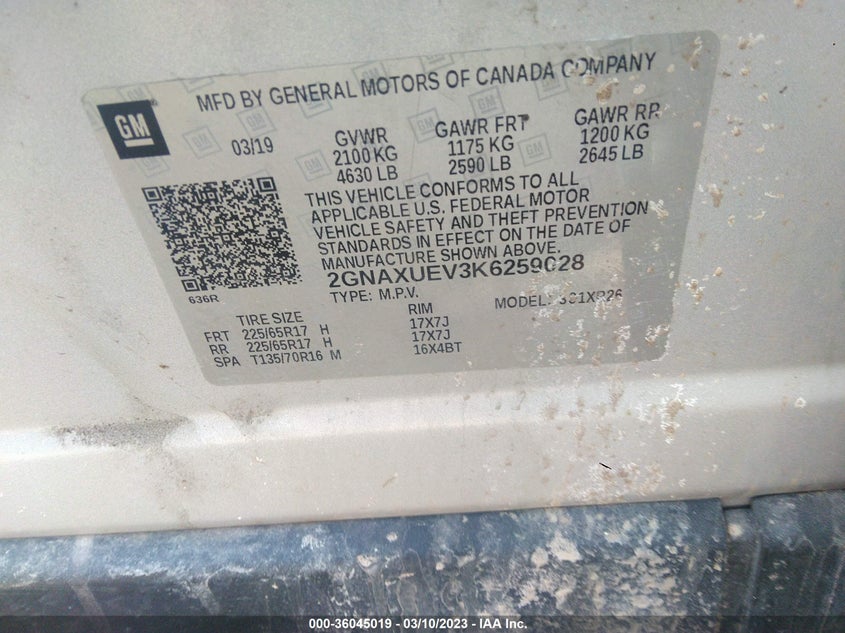 GM
MFD BY GENERAL MOTORS OF CANADA COMPANY
03/19 GVWR GAWR FRT GAWR RR
2100 KG 1175 KG 1200 KG
4630 LB 2590 LB 2645 LB
THIS VEHICLE CONFORMS TO ALL
APPLICABLE U.S. FEDERAL MOTOR
VEHICLE SAFETY AND THEFT PREVENTION
STANDARDS IN EFFECT ON THE DATE OF
MANUFACTURE SHOWN ABOVE.
2GNAXUEV3K6259028
636R TYPE: M.P.V. MODEL:
TIRE SIZE RIM
FRT 225/65R17 H 17X7J
RR 225/65R17 H 17X7J
SPA T135/70R16 M 16X4BT
000-36045019 - 03/10/2023 - © IAA Inc.